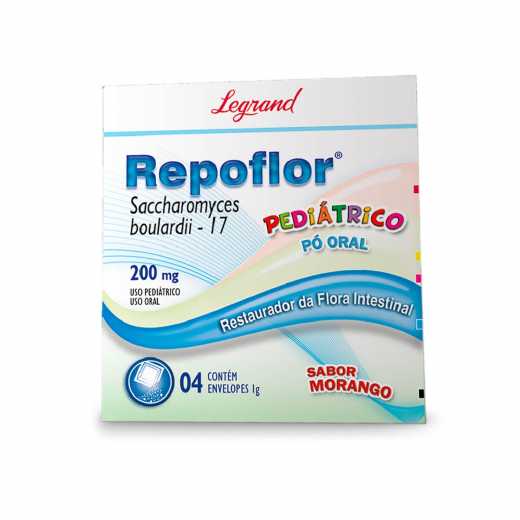 Legrand
Repoflor®
Saccharomyces
boulardii - 17
PEDIÁTRICO
PÓ ORAL
200 mg
USO PEDIÁTRICO
USO ORAL
Restaurador da Flora Intestinal
04 CONTÉM
ENVELOPES 1g
SABOR
MORANGO